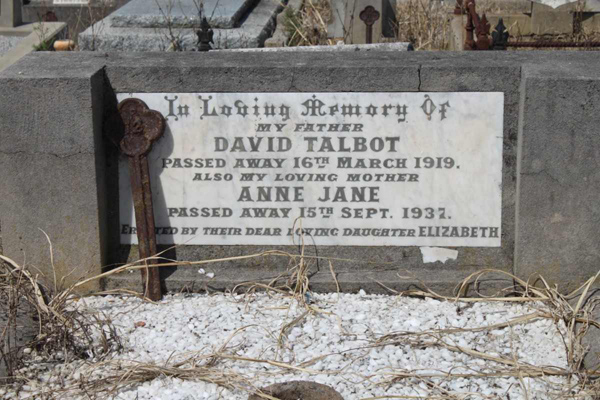 In Loving Memory Of
MY FATHER
DAVID TALBOT
PASSED AWAY 16TH MARCH 1919.
ALSO MY LOVING MOTHER
ANNE JANE
PASSED AWAY 15TH SEPT. 1937.
ERECTED BY THEIR DEAR LOVING DAUGHTER ELIZABETH